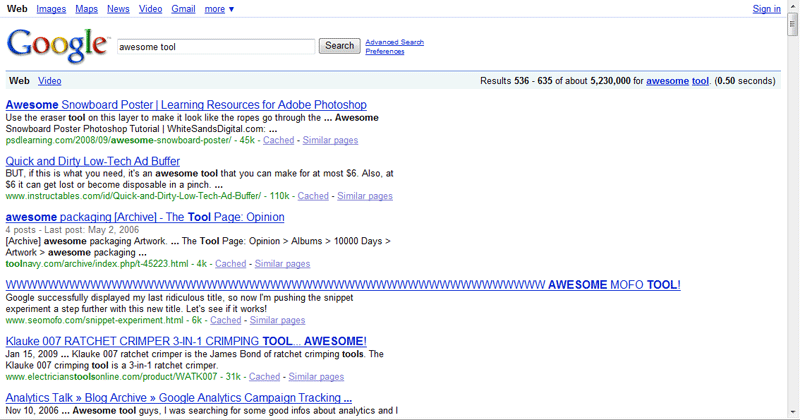 Web Images Maps News Video Gmail more ▼ Sign in
Google awesome tool Search Advanced Search
Preferences
Web Video Results 536 - 635 of about 5,230,000 for awesome tool. (0.50 seconds)
Awesome Snowboard Poster | Learning Resources for Adobe Photoshop
Use the eraser tool on this layer to make it look like the ropes go through the ... Awesome
Snowboard Poster Photoshop Tutorial | WhiteSandsDigital.com: ...
psdlearning.com/2008/09/awesome-snowboard-poster/ - 45k - Cached - Similar pages
Quick and Dirty Low-Tech Ad Buffer
BUT, if this is what you need, it's an awesome tool that you can make for at most $6. Also, at
$6 it can get lost or become disposable in a pinch. ...
www.instructables.com/id/Quick-and-Dirty-Low-Tech-Ad-Buffer/ - 110k - Cached - Similar pages
awesome packaging [Archive] - The Tool Page: Opinion
4 posts - Last post: May 2, 2006
[Archive] awesome packaging Artwork. ... The Tool Page: Opinion > Albums > 10000 Days >
Artwork > awesome packaging ...
toolnavy.com/archive/index.php/t-45223.html - 4k - Cached - Similar pages
AWESOME MOFO TOOL!
Google successfully displayed my last ridiculous title, so now I'm pushing the snippet
experiment a step further with this new title. Let's see if it works!
www.seomofo.com/snippet-experiment.html - 6k - Cached - Similar pages
Klauke 007 RATCHET CRIMPER 3-IN-1 CRIMPING TOOL... AWESOME!
Jan 15, 2009 ... Klauke 007 ratchet crimper is the James Bond of ratchet crimping tools. The
Klauke 007 crimping tool is a 3-in-1 ratchet crimper.
www.electricianstoolsonline.com/product/WATK007 - 31k - Cached - Similar pages
Analytics Talk » Blog Archive » Google Analytics Campaign Tracking ...
Nov 10, 2006 ... Awesome tool guys, I was searching for some good infos about analytics and I